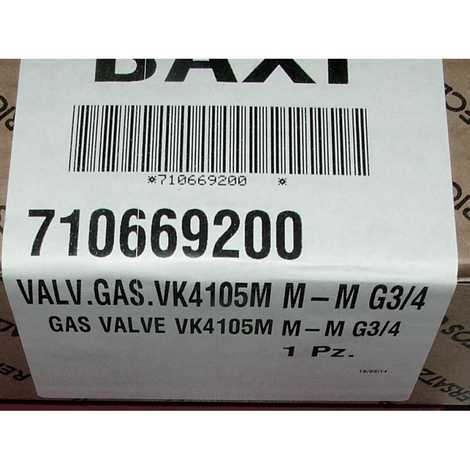 BAXI
*710669200 *
710669200
VALV.GAS.VK4105M M-M G3/4
GAS VALVE VK4105M M-M G3/4
1 Pz.